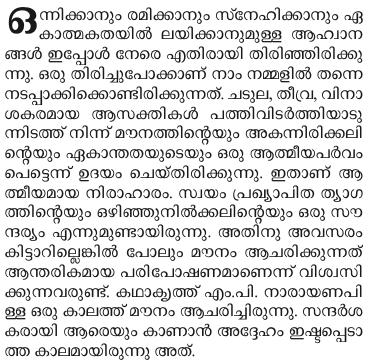 ഒന്നിക്കാനും രമിക്കാനും സ്നേഹിക്കാനും ഏ
കാത്മകതയിൽ ലയിക്കാനുമുള്ള ആഹ്വാന
ങ്ങൾ ഇപ്പോൾ നേരെ എതിരായി തിരിഞ്ഞിരിക്കു
ന്നു. ഒരു തിരിച്ചുപോക്കാണ് നാം നമ്മളിൽ തന്നെ
നടപ്പാക്കിക്കൊണ്ടിരിക്കുന്നത്. ചടുല, തീവ്ര, വിനാ
ശകരമായ ആസക്തികൾ പത്തിവിടർത്തിയാടു
ന്നിടത്ത് നിന്ന് മൗനത്തിന്റെയും അകന്നിരിക്കലി
ന്റെയും ഏകാന്തതയുടെയും ഒരു ആത്മീയപർവം
പെട്ടെന്ന് ഉദയം ചെയ്തിരിക്കുന്നു. ഇതാണ് ആ
ത്മീയമായ നിരാഹാരം. സ്വയം പ്രഖ്യാപിത ത്യാഗ
ത്തിന്റെയും ഒഴിഞ്ഞുനിൽക്കലിന്റെയും ഒരു സൗ
ന്ദര്യം എന്നുമുണ്ടായിരുന്നു. അതിനു അവസരം
കിട്ടാറില്ലെങ്കിൽ പോലും മൗനം ആചരിക്കുന്നത്
ആന്തരികമായ പരിപോഷണമാണെന്ന് വിശ്വസി
ക്കുന്നവരുണ്ട്. കഥാകൃത്ത് എം.പി. നാരായണപി
ള്ള ഒരു കാലത്ത് മൗനം ആചരിച്ചിരുന്നു. സന്ദർശ
കരായി ആരെയും കാണാൻ അദ്ദേഹം ഇഷ്ടപ്പെടാ
ത്ത കാലമായിരുന്നു അത്.